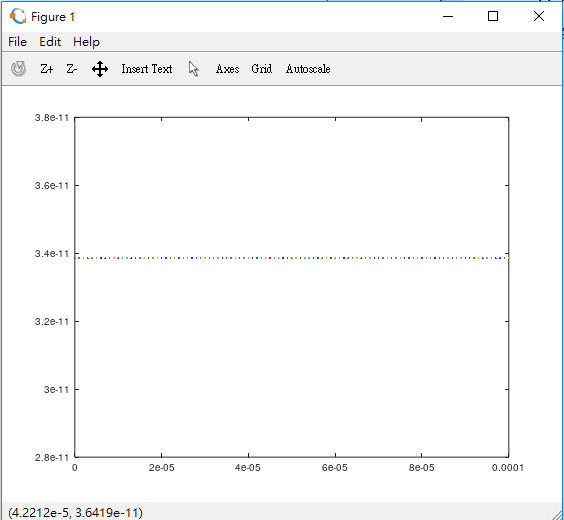 Figure 1
File Edit Help
Z+ Z- Insert Text Axes Grid Autoscale
3.8e-11
3.6e-11
3.4e-11
3.2e-11
3e-11
2.8e-11
0 2e-05 4e-05 6e-05 8e-05 0.0001
(4.2212e-5, 3.6419e-11)